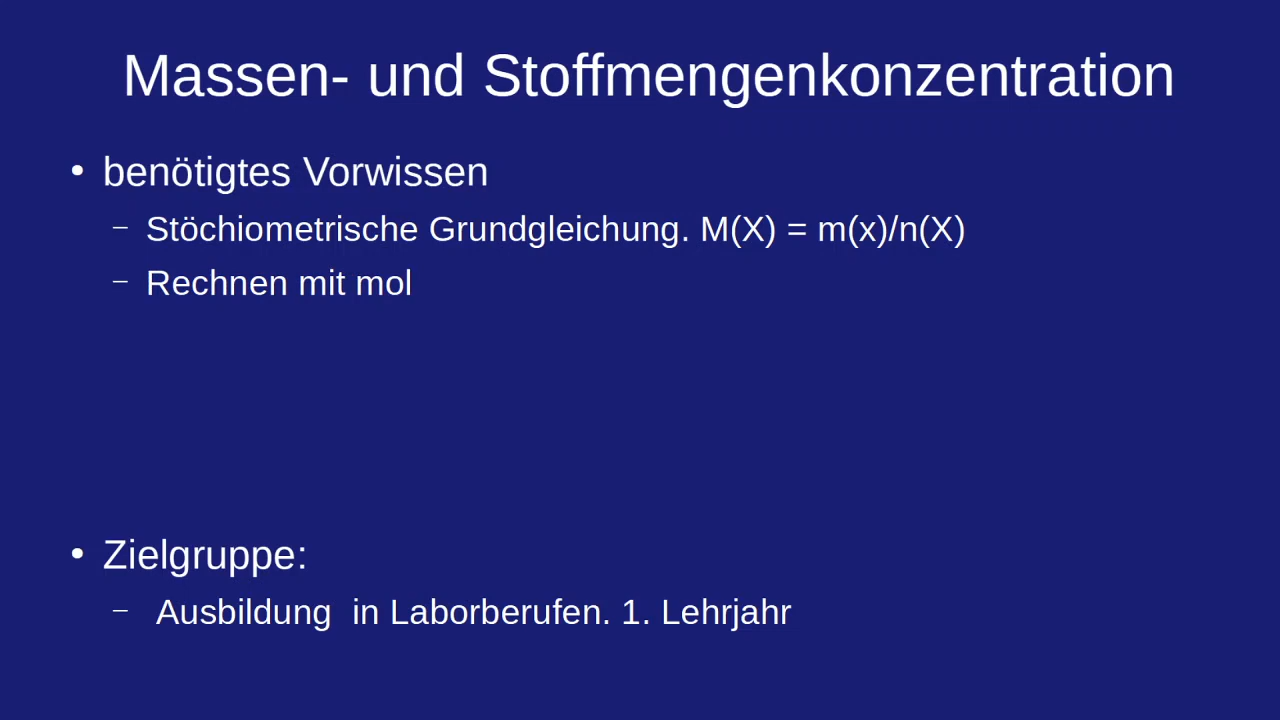 Massen- und Stoffmengenkonzentration
• benötigtes Vorwissen
– Stöchiometrische Grundgleichung. M(X) = m(x)/n(X)
– Rechnen mit mol
• Zielgruppe:
– Ausbildung  in Laborberufen. 1. Lehrjahr